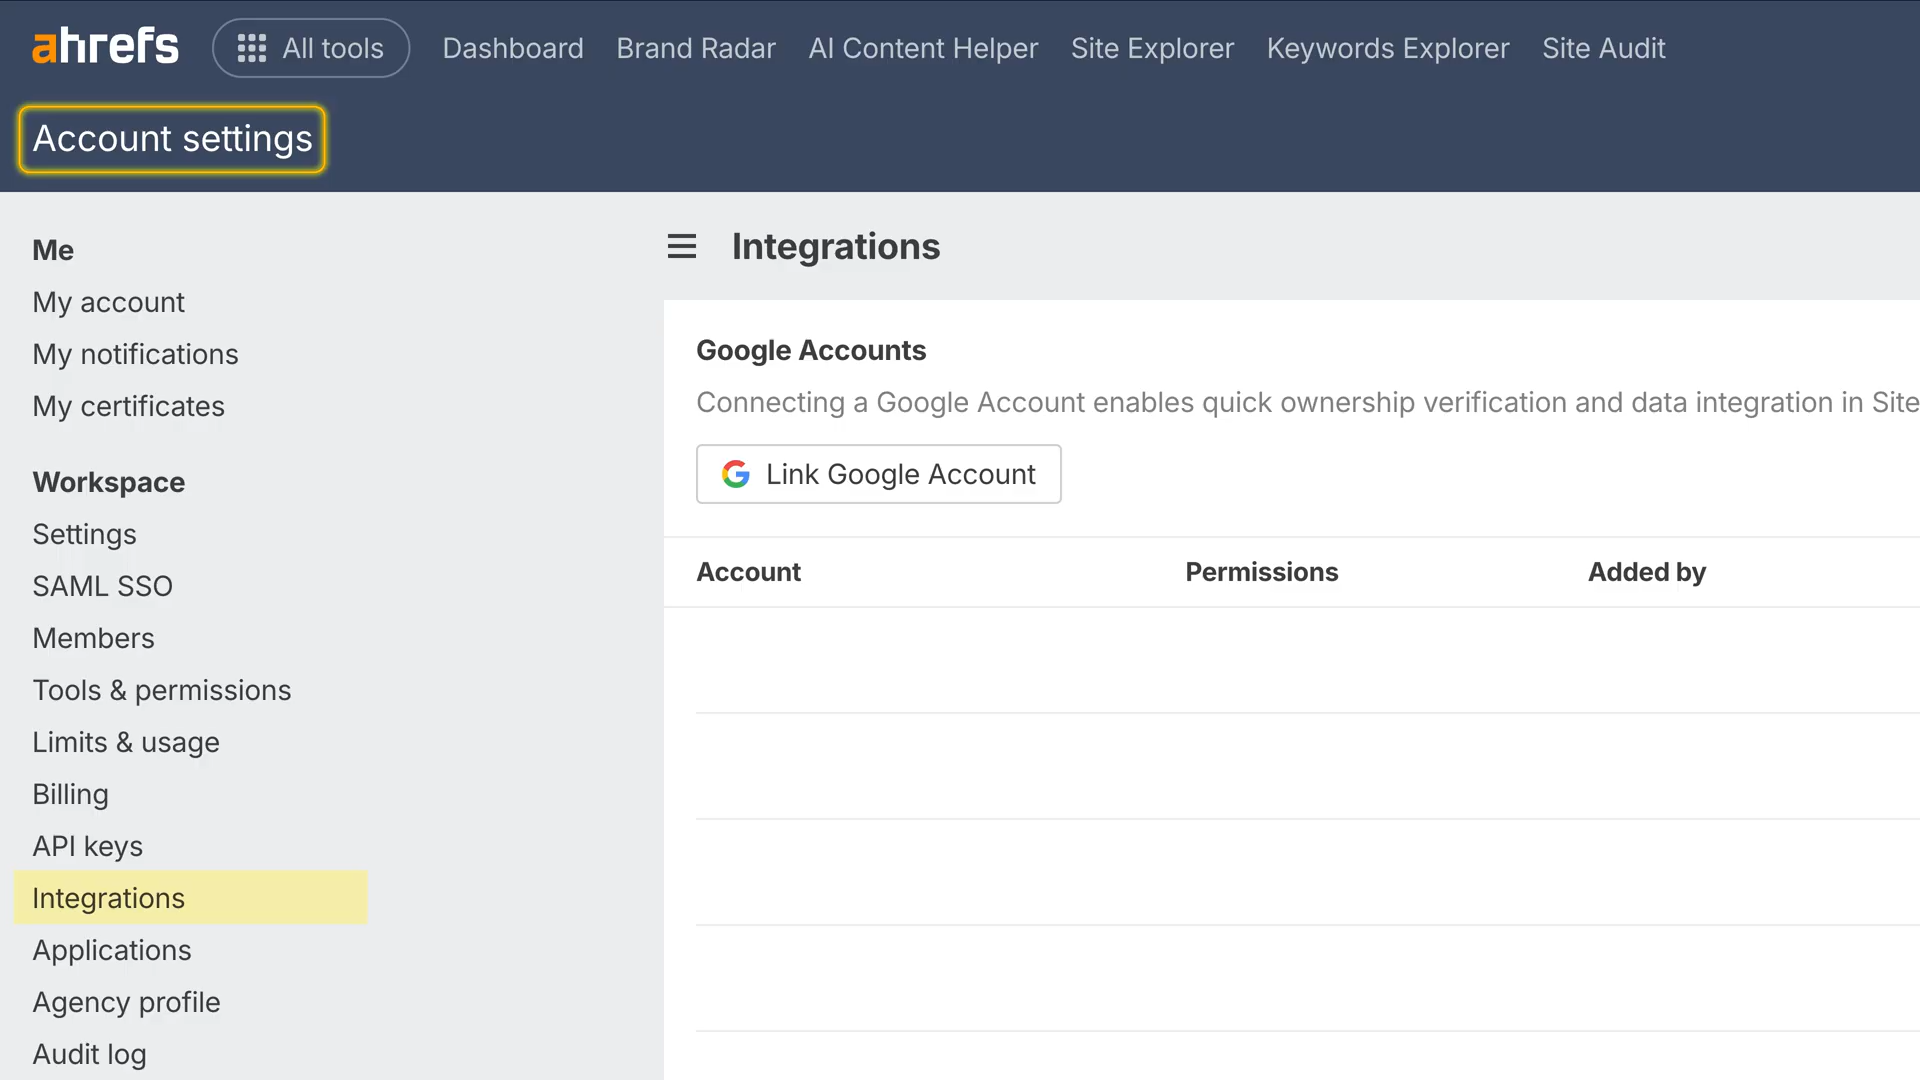 ahrefs All tools Dashboard Brand Radar AI Content Helper Site Explorer Keywords Explorer Site Audit
Account settings
Me
My account
My notifications
My certificates
Workspace
Settings
SAML SSO
Members
Tools & permissions
Limits & usage
Billing
API keys
Integrations
Applications
Agency profile
Audit log
Integrations
Google Accounts
Connecting a Google Account enables quick ownership verification and data integration in Site
Link Google Account
Account Permissions Added by